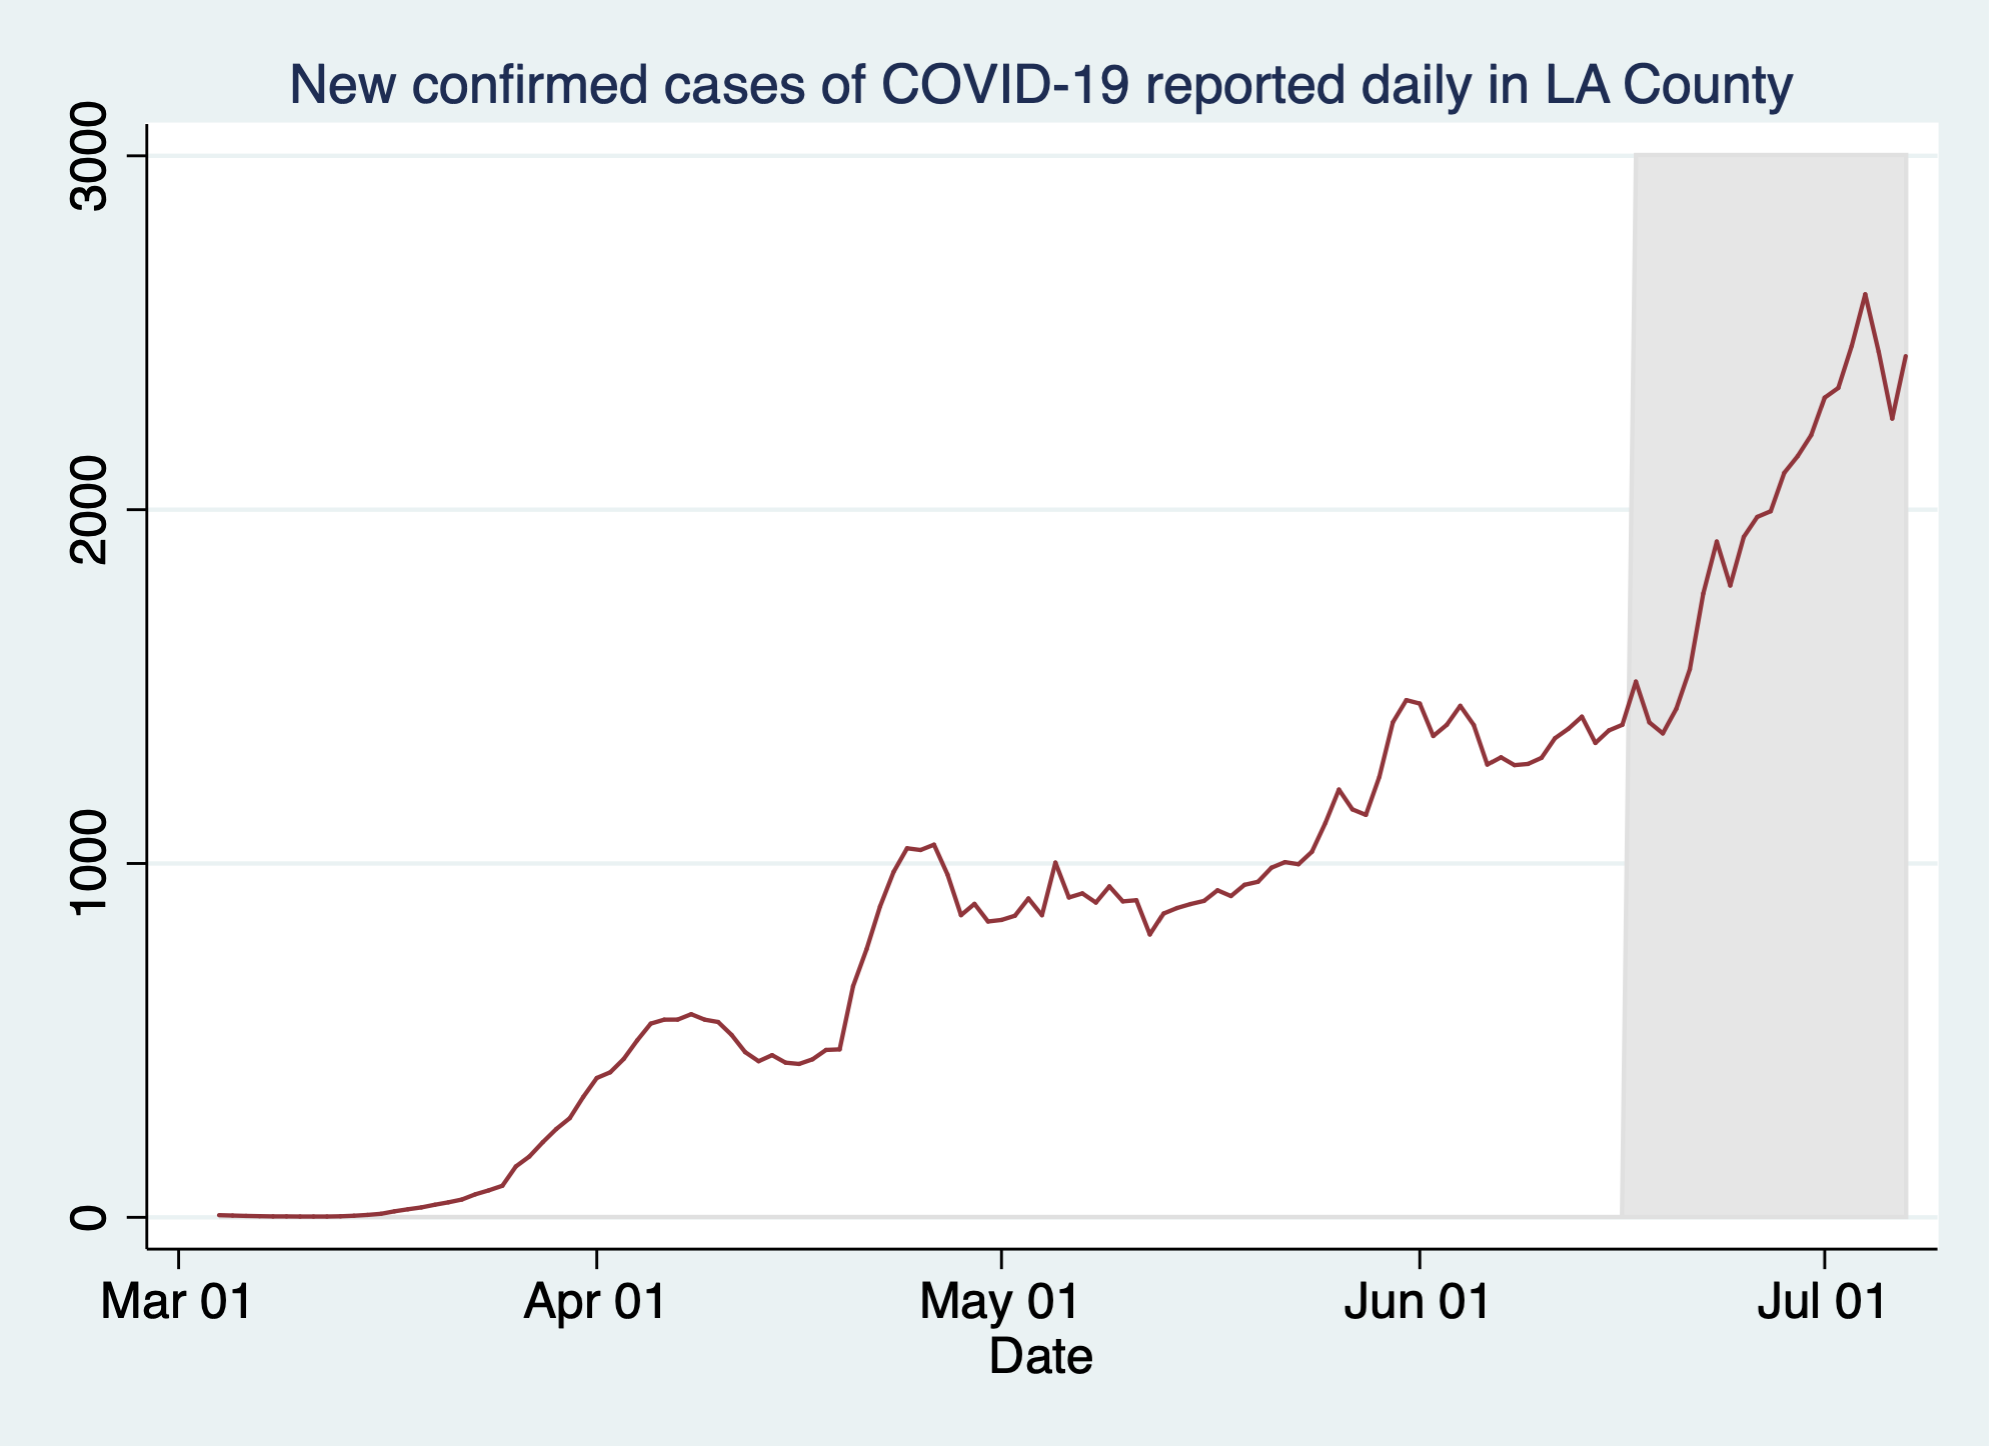 New confirmed cases of COVID-19 reported daily in LA County
3000
2000
1000
0
Mar 01 Apr 01 May 01 Jun 01 Jul 01
Date